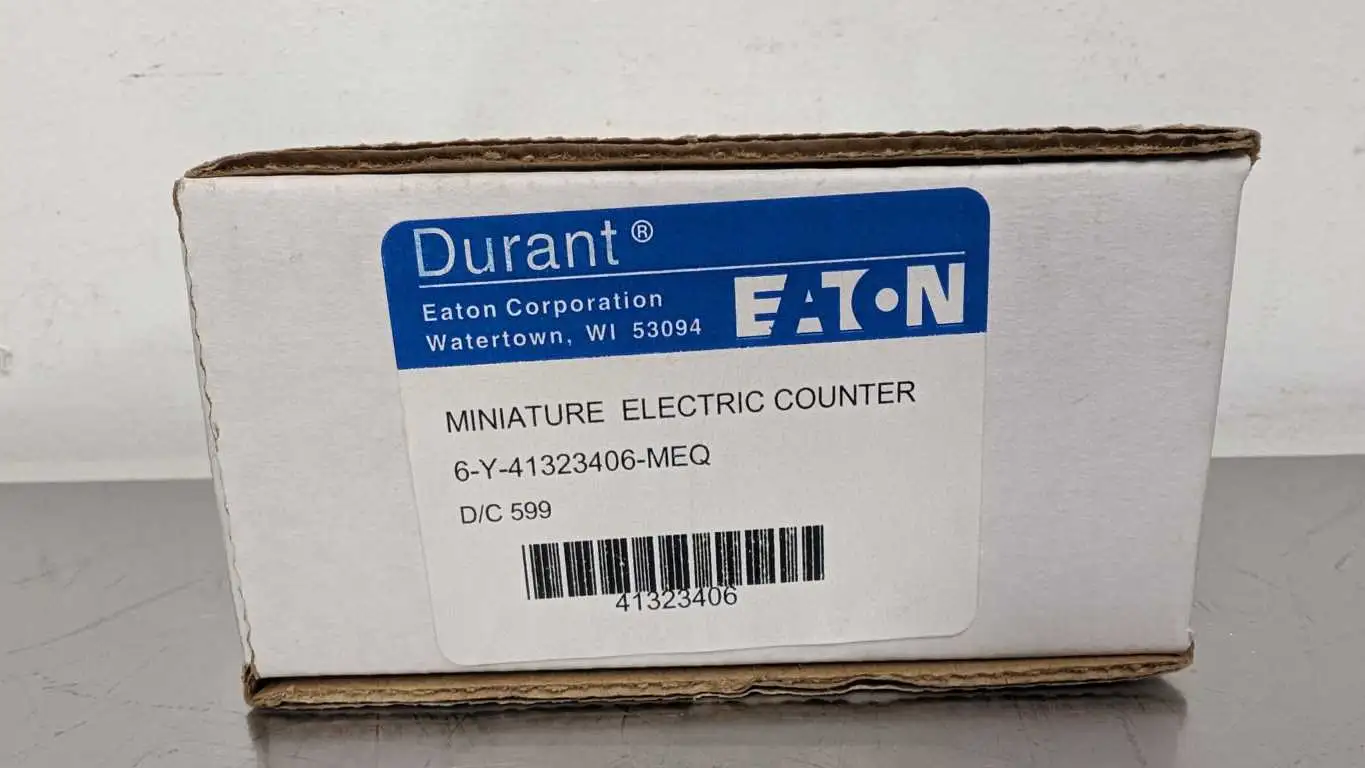 Durant®
Eaton Corporation
Watertown, WI 53094
EATON
MINIATURE ELECTRIC COUNTER
6-Y-41323406-MEQ
D/C 599
41323406